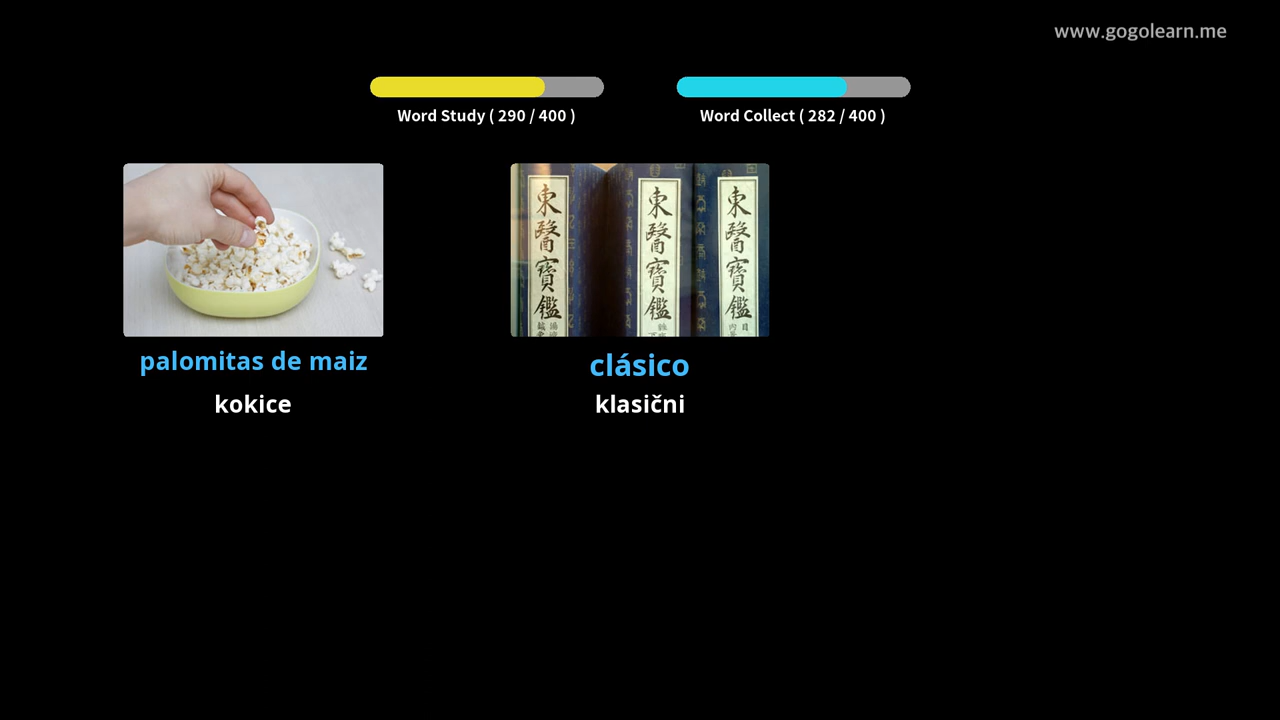 www.gogolearn.me
Word Study ( 290 / 400 )
Word Collect ( 282 / 400 )
東醫寶鑑
東醫寶鑑
東醫寶鑑
palomitas de maiz
clásico
kokice
klasični